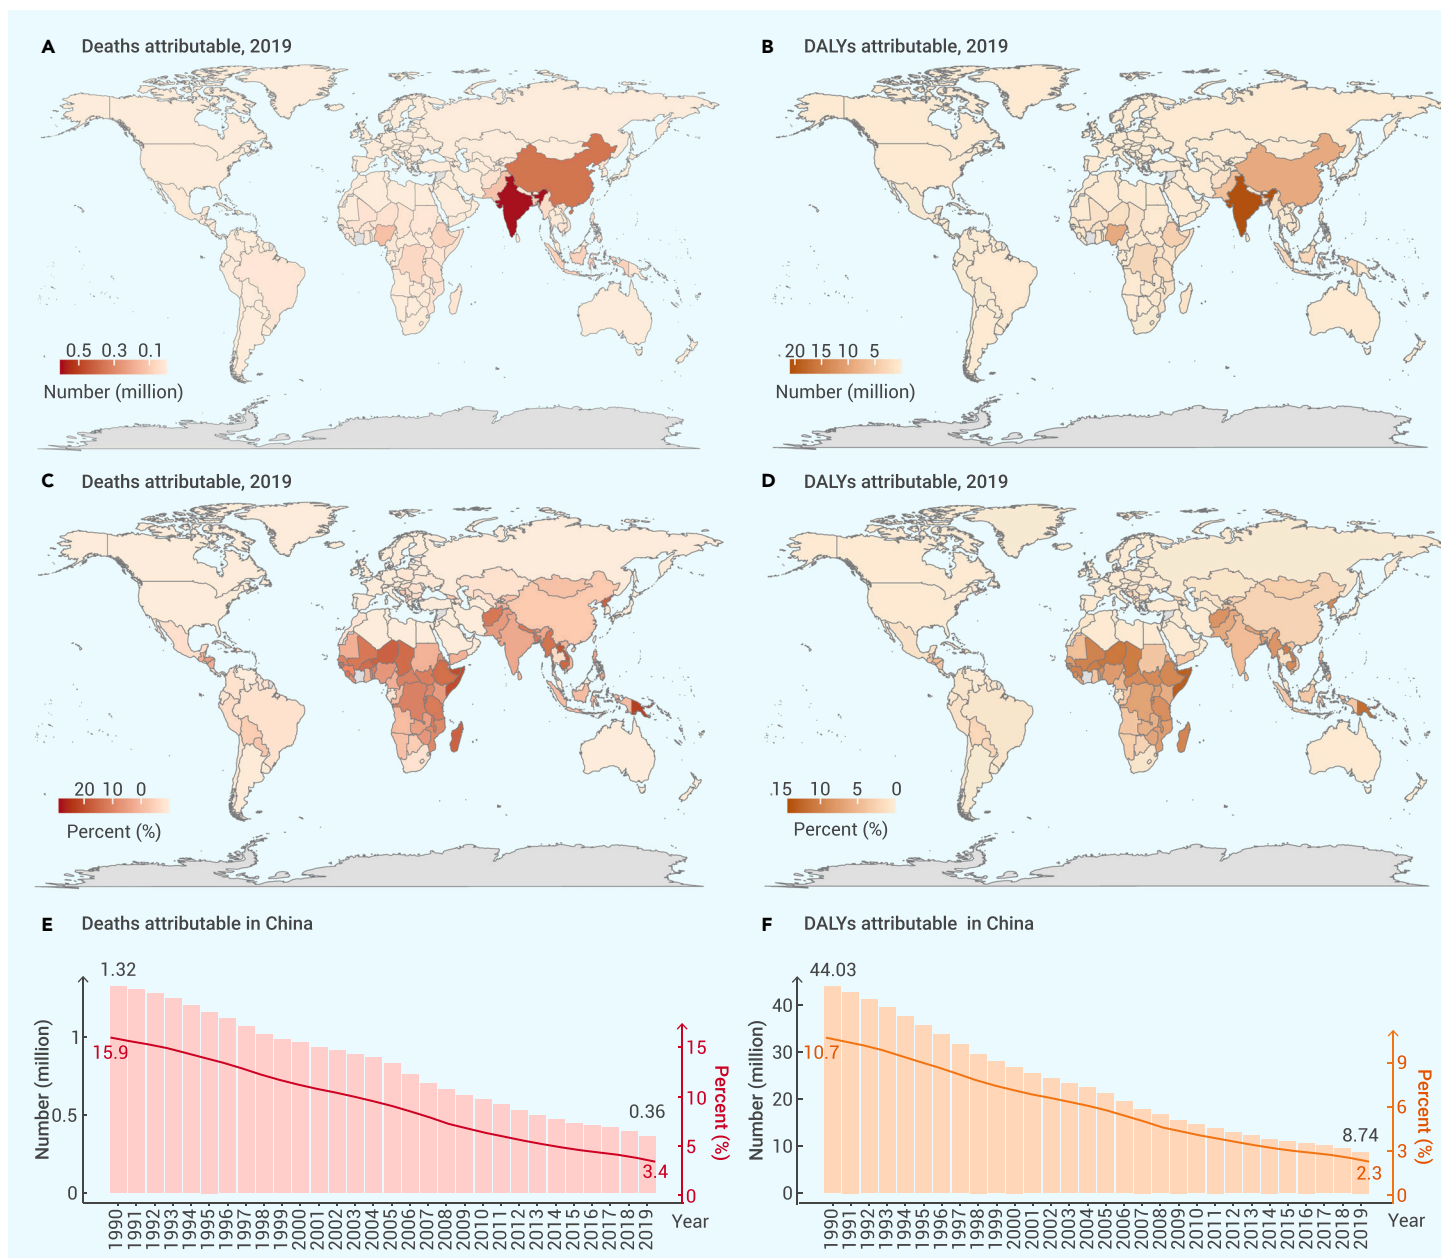 A Deaths attributable, 2019
B DALYs attributable, 2019
0.5 0.3 0.1
Number (million)
20 15 10 5
Number (million)
C Deaths attributable, 2019
D DALYs attributable, 2019
20 10 0
Percent (%)
15 10 5 0
Percent (%)
E Deaths attributable in China
1.32
1
0.5
0
Number (million)
15.9
0.36
3.4
15
10
5
0
Percent (%)
1990 1991 1992 1993 1994 1995 1996 1997 1998 1999 2000 2001 2002 2003 2004 2005 2006 2007 2008 2009 2010 2011 2012 2013 2014 2015 2016 2017 2018 2019
Year
F DALYs attributable in China
44.03
40
30
20
10
0
Number (million)
10.7
8.74
2.3
9
6
3
0
Percent (%)
1990 1991 1992 1993 1994 1995 1996 1997 1998 1999 2000 2001 2002 2003 2004 2005 2006 2007 2008 2009 2010 2011 2012 2013 2014 2015 2016 2017 2018 2019
Year